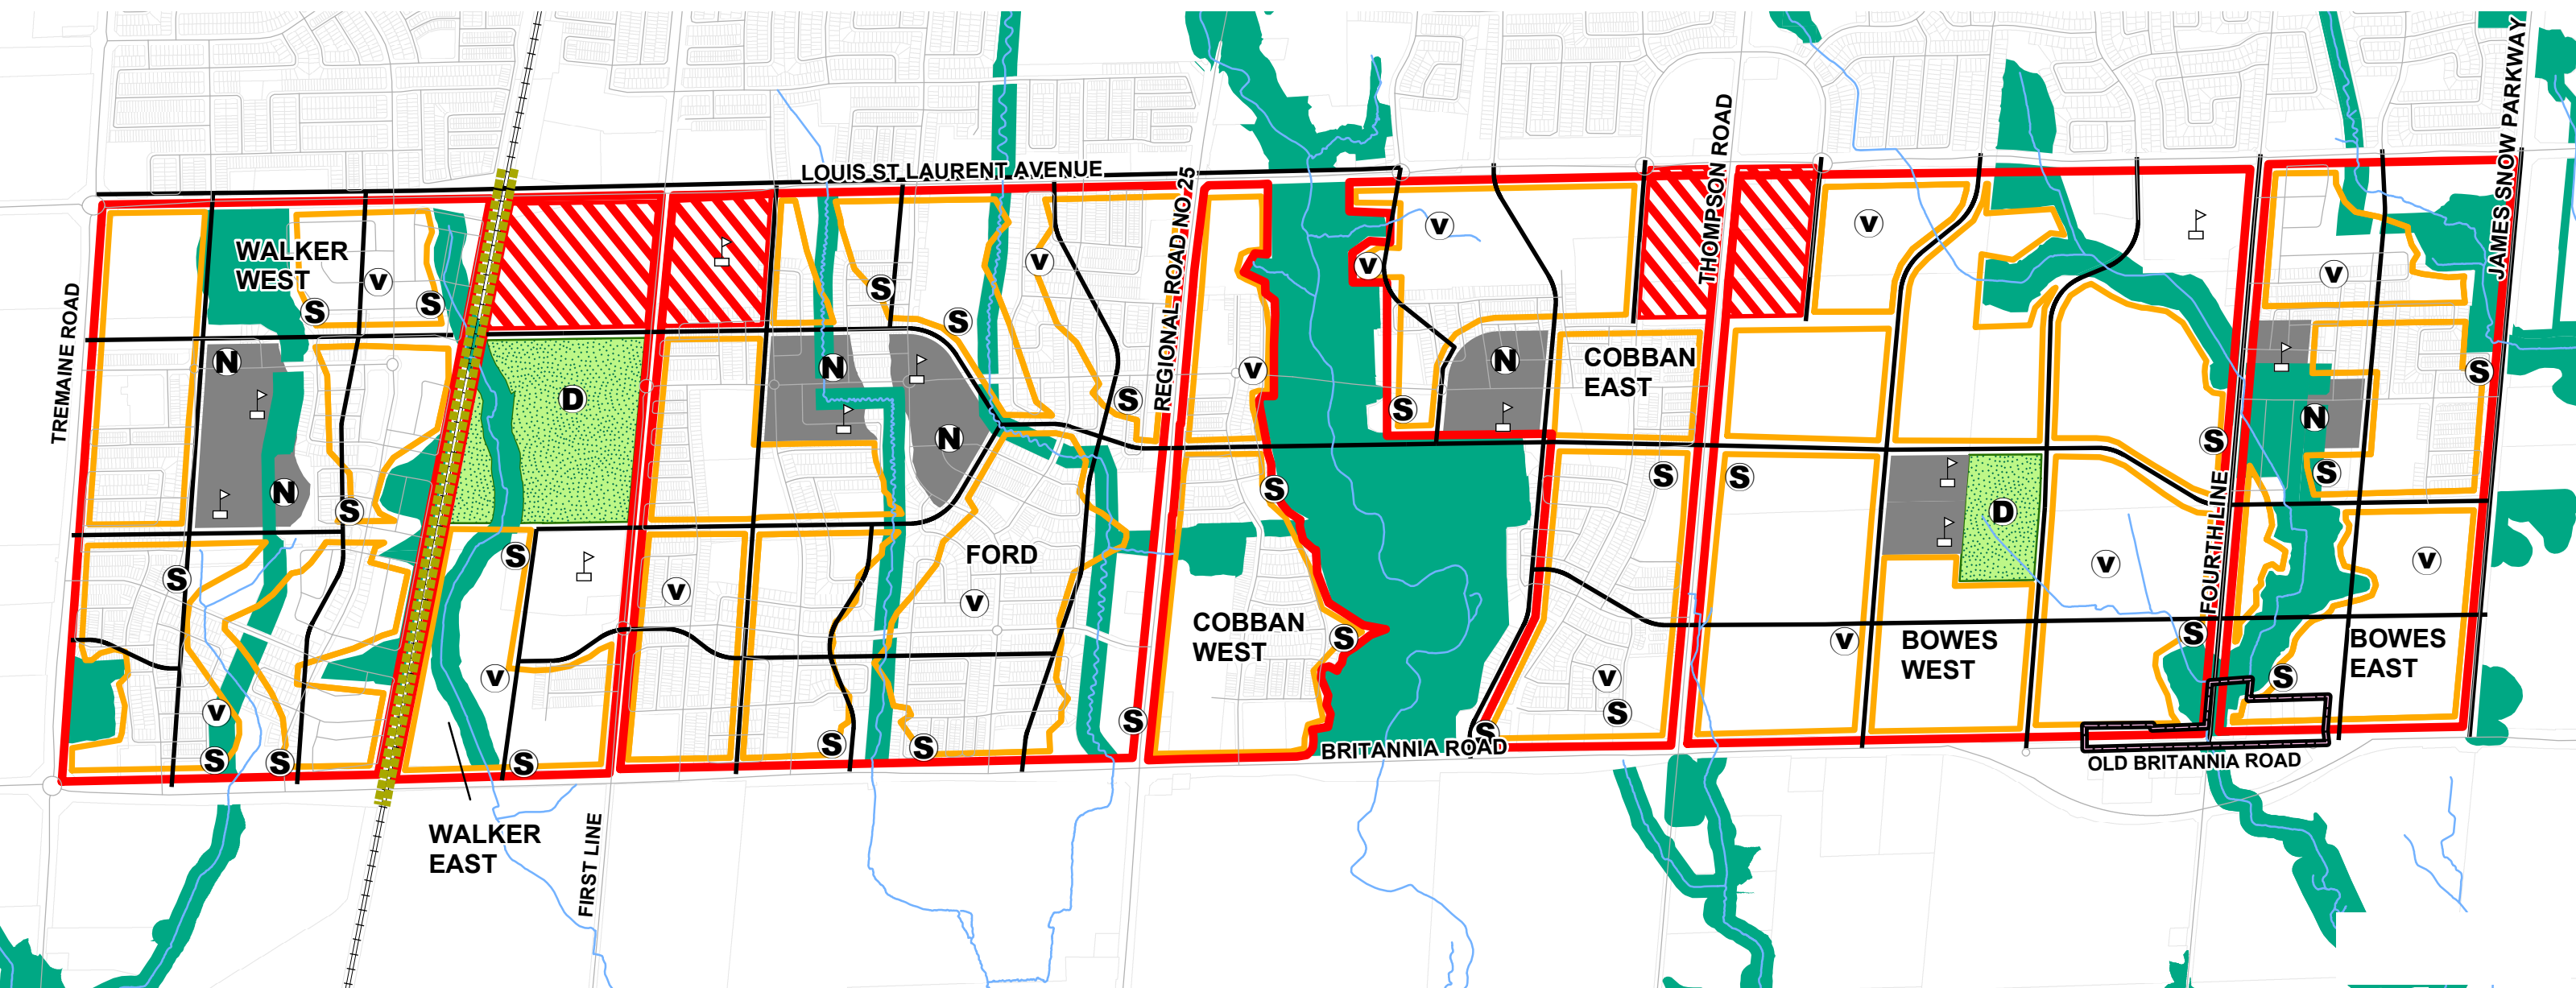 LOUIS ST LAURENT AVENUE
TREMAINE ROAD
REGIONAL ROAD NO. 25
THOMPSON ROAD
JAMES SNOW PARKWAY
FOURTH LINE
FIRST LINE
BRITANNIA ROAD
OLD BRITANNIA ROAD
WALKER
WEST
WALKER
EAST
FORD
COBBAN
WEST
COBBAN
EAST
BOWES
WEST
BOWES
EAST
V
S
S
N
N
S
S
V
S
S
D
S
V
S
S
S
V
N
N
S
V
V
S
S
S
V
S
S
V
V
S
N
S
S
V
S
S
V
S
V
D
V
V
S
S
V
S
N
S
V
S